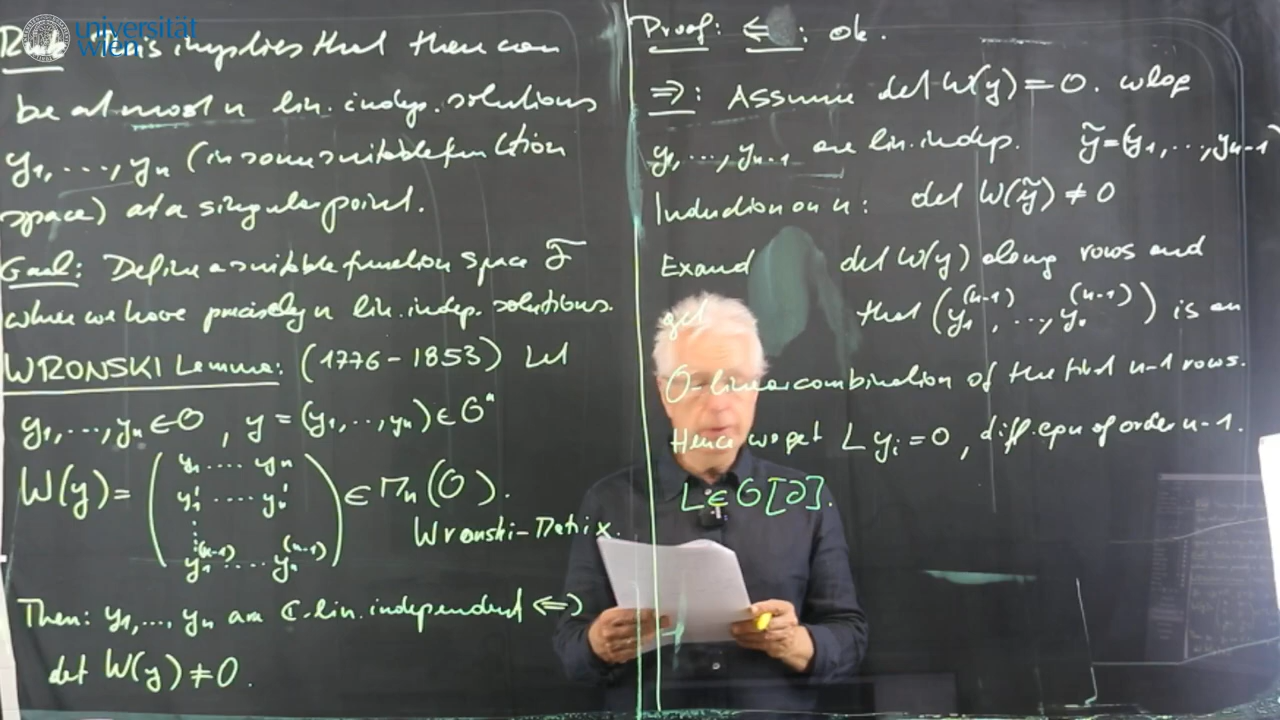 universität
wien
Rmk This implies that there can
be at most n lin. indep. solutions
y₁, ..., yₙ (in some suitable function
space) at a singular point.
Goal: Define a suitable function space F
where we have precisely n lin. indep. solutions.
WRONSKI Lemma: (1776 - 1853) Let
y₁, ..., yₙ ∈ O, y = (y₁, ..., yₙ) ∈ Oⁿ
W(y) = ( y₁ .... yₙ
y₁' ..... yₙ'
⋮
y₁⁽ⁿ⁻¹⁾ .... yₙ⁽ⁿ⁻¹⁾ ) ∈ Mₙ(O).
Wronski-Matrix.
Then: y₁, ..., yₙ are ℂ-lin. independent ⇔
det W(y) ≠ 0.
Proof: ⇐: ok.
⇒: Assume det W(y) = 0. wlog
y₁, ..., yₙ₋₁ are lin. indep. ỹ = (y₁, ..., yₙ₋₁)
Induction on n: det W(ỹ) ≠ 0
Exand det W(y) along rows and
get that (y₁⁽ⁿ⁻¹⁾, ..., yₙ⁽ⁿ⁻¹⁾) is an
O-linear combination of the first n-1 rows.
Hence we get L yᵢ = 0, diff. eqn of order n-1.
L ∈ O[∂].